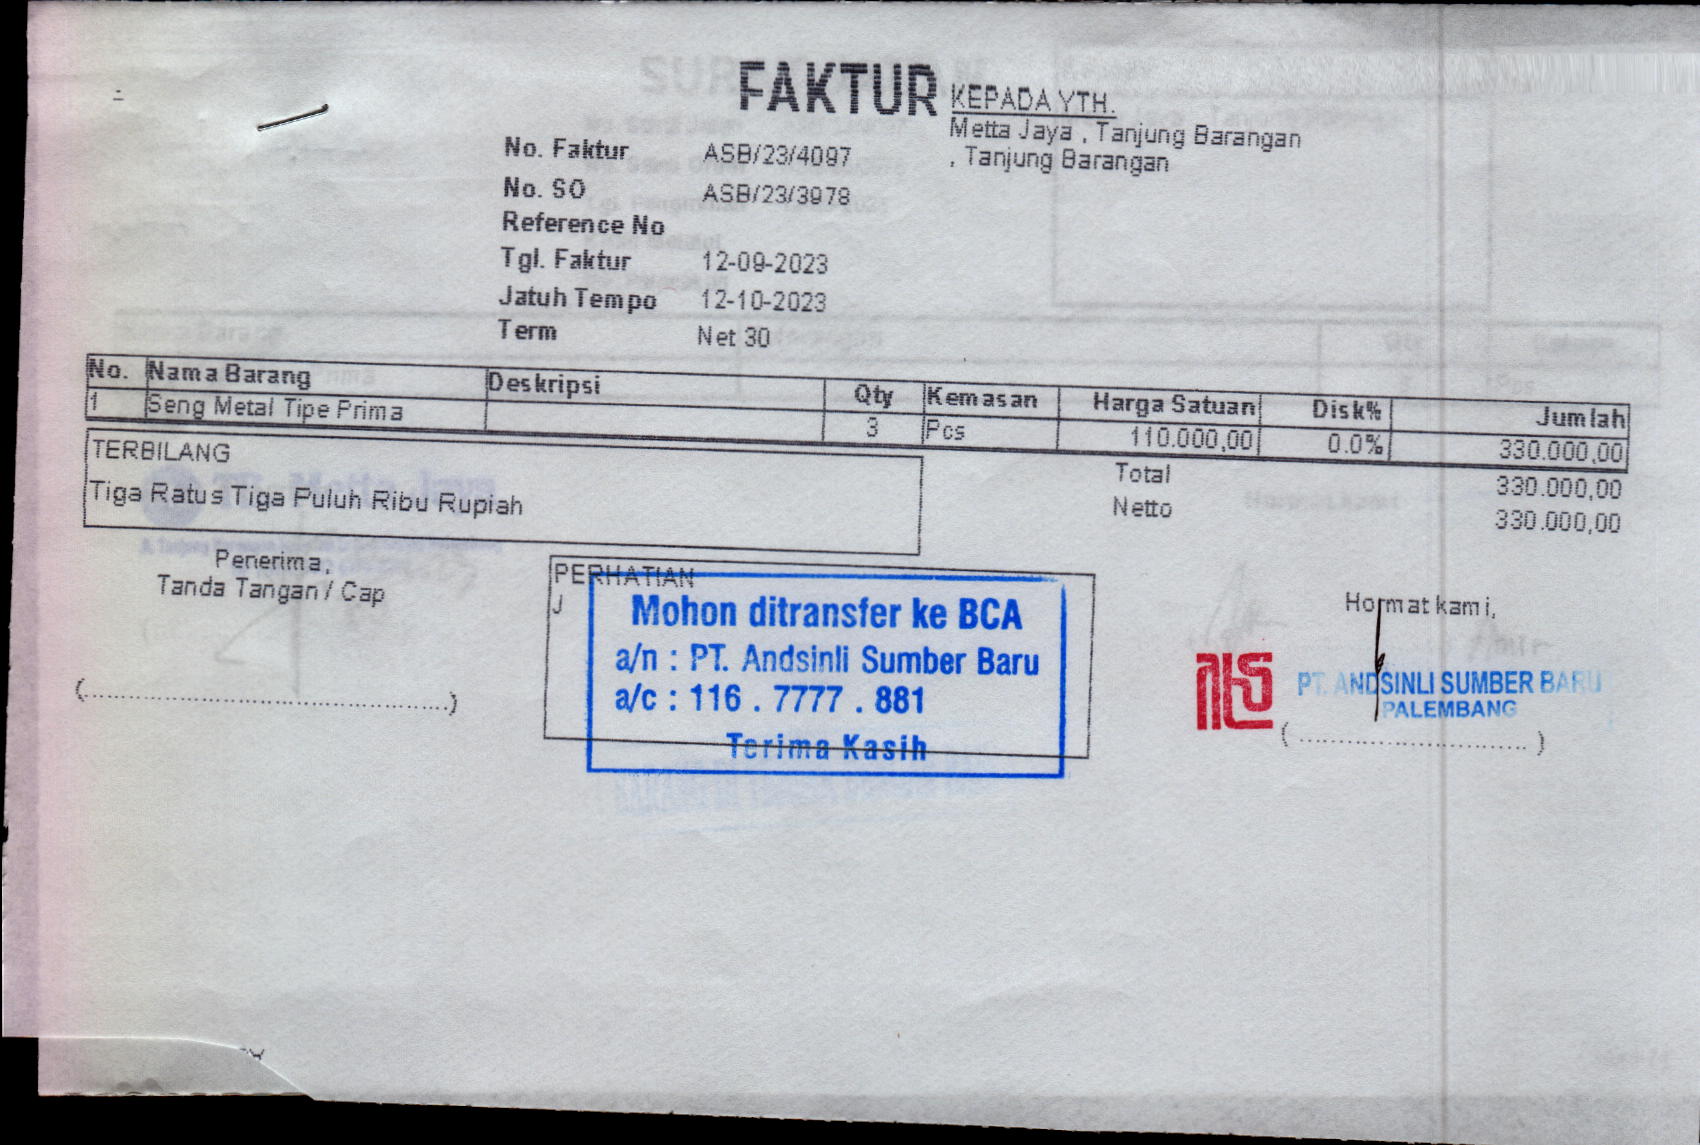 FAKTUR
KEPADA YTH.
Metta Jaya , Tanjung Barangan
, Tanjung Barangan
No. Faktur ASB/23/4097
No. SO ASB/23/3978
Reference No
Tgl. Faktur 12-09-2023
Jatuh Tempo 12-10-2023
Term Net 30
No. Nama Barang Deskripsi Qty Kemasan Harga Satuan Disk% Jumlah
1 Seng Metal Tipe Prima 3 Pcs 110.000,00 0.0% 330.000,00
TERBILANG
Tiga Ratus Tiga Puluh Ribu Rupiah
Total 330.000,00
Netto 330.000,00
Penerima,
Tanda Tangan / Cap
(............................................)
PERHATIAN
J
Mohon ditransfer ke BCA
a/n : PT. Andsinli Sumber Baru
a/c : 116 . 7777 . 881
Terima Kasih
Hormat kami,
PT. ANDSINLI SUMBER BARU
PALEMBANG
( ............................ )